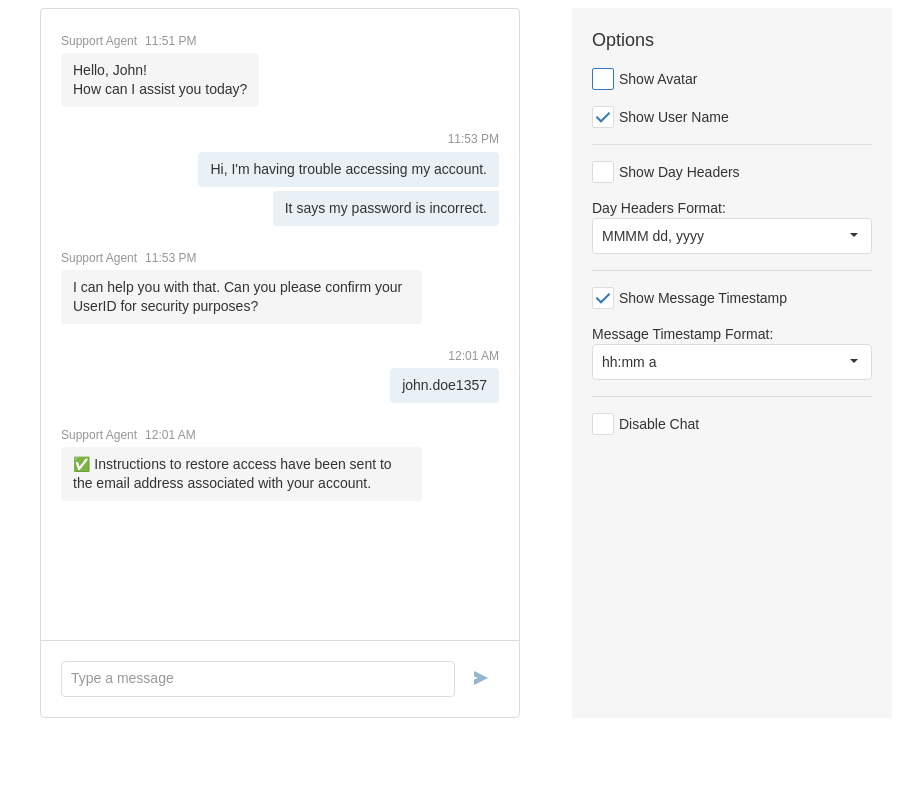 Support Agent 11:51 PM
Hello, John!
How can I assist you today?
11:53 PM
Hi, I'm having trouble accessing my account.
It says my password is incorrect.
Support Agent 11:53 PM
I can help you with that. Can you please confirm your
UserID for security purposes?
12:01 AM
john.doe1357
Support Agent 12:01 AM
✅ Instructions to restore access have been sent to
the email address associated with your account.
Type a message
Options
Show Avatar
Show User Name
Show Day Headers
Day Headers Format:
MMMM dd, yyyy
Show Message Timestamp
Message Timestamp Format:
hh:mm a
Disable Chat